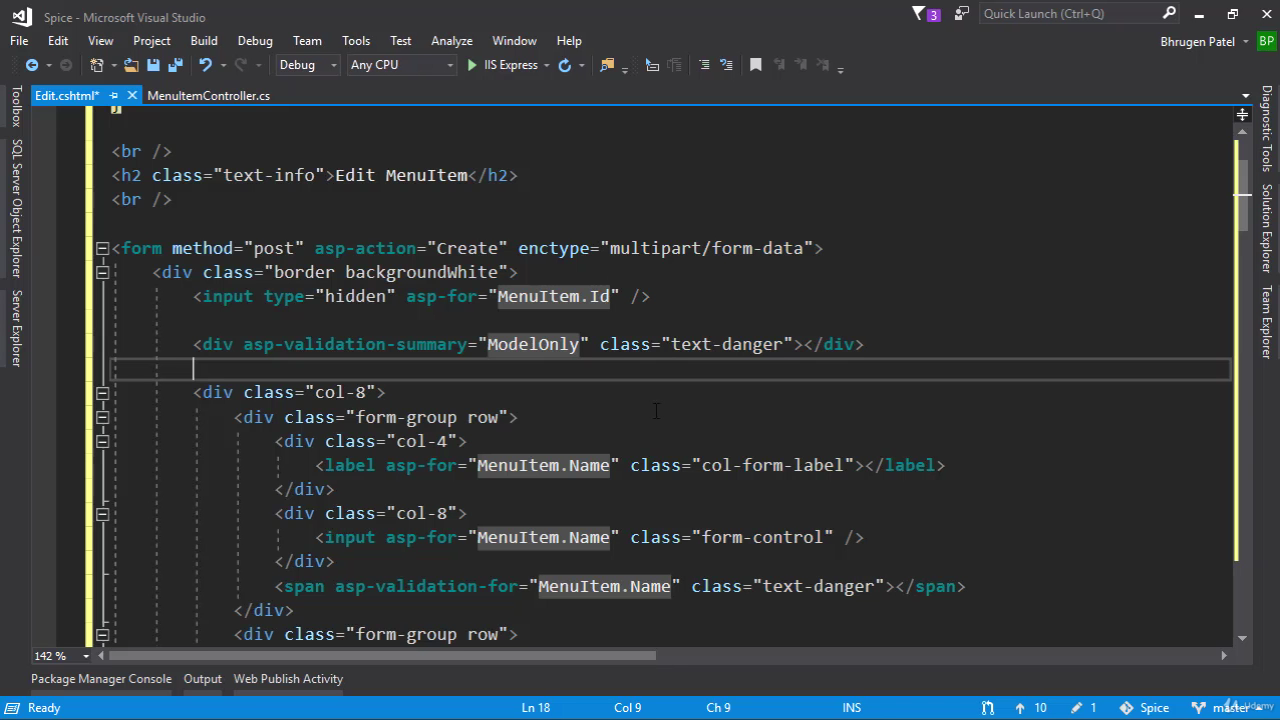 Spice - Microsoft Visual Studio
3
Quick Launch (Ctrl+Q)
File Edit View Project Build Debug Team Tools Test Analyze Window Help
Bhrugen Patel BP
Debug Any CPU IIS Express
Edit.cshtml* MenuItemController.cs
Toolbox
SQL Server Object Explorer
Server Explorer
Diagnostic Tools
Solution Explorer
Team Explorer
}
<br />
<h2 class="text-info">Edit MenuItem</h2>
<br />
<form method="post" asp-action="Create" enctype="multipart/form-data">
<div class="border backgroundWhite">
<input type="hidden" asp-for="MenuItem.Id" />
<div asp-validation-summary="ModelOnly" class="text-danger"></div>
<div class="col-8">
<div class="form-group row">
<div class="col-4">
<label asp-for="MenuItem.Name" class="col-form-label"></label>
</div>
<div class="col-8">
<input asp-for="MenuItem.Name" class="form-control" />
</div>
<span asp-validation-for="MenuItem.Name" class="text-danger"></span>
</div>
<div class="form-group row">
142 %
Package Manager Console Output Web Publish Activity
Ready Ln 18 Col 9 Ch 9 INS 10 1 Spice master
Udemy